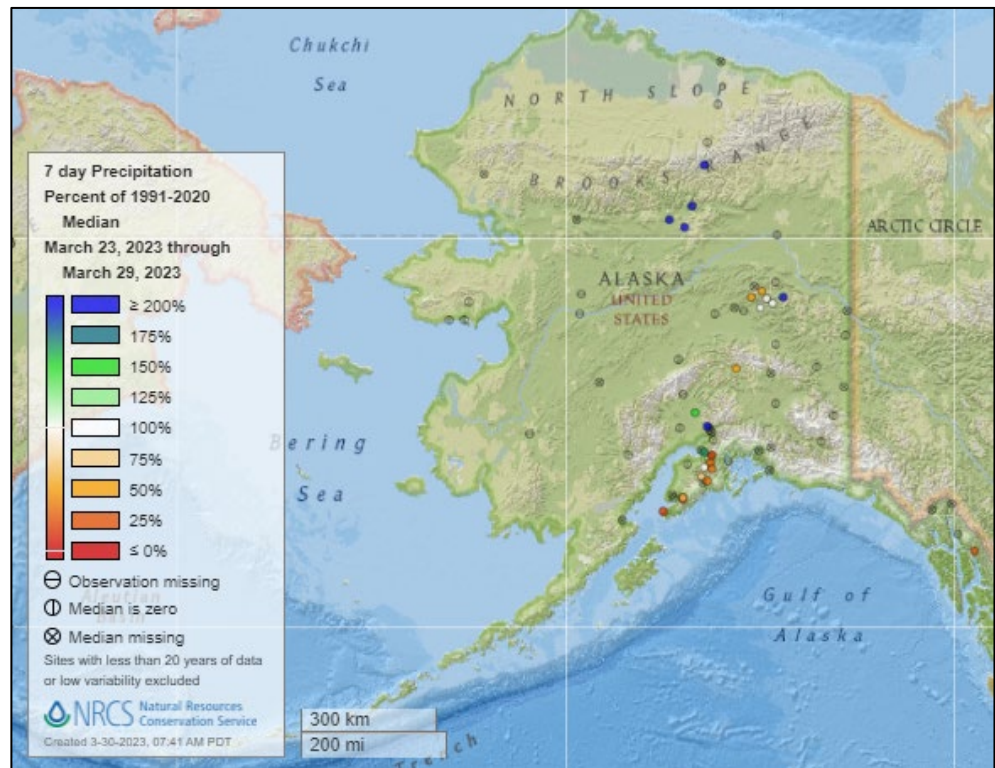 Chukchi
Sea
NORTH SLOPE
BROOKS RANGE
ARCTIC CIRCLE
ALASKA
UNITED
STATES
Bering
Sea
Gulf of
Alaska
Aleutian
Basin
Trench
7 day Precipitation
Percent of 1991-2020
Median
March 23, 2023 through
March 29, 2023
≥ 200%
175%
150%
125%
100%
75%
50%
25%
≤ 0%
Observation missing
Median is zero
Median missing
Sites with less than 20 years of data
or low variability excluded
NRCS Natural Resources
Conservation Service
Created 3-30-2023, 07:41 AM PDT
300 km
200 mi